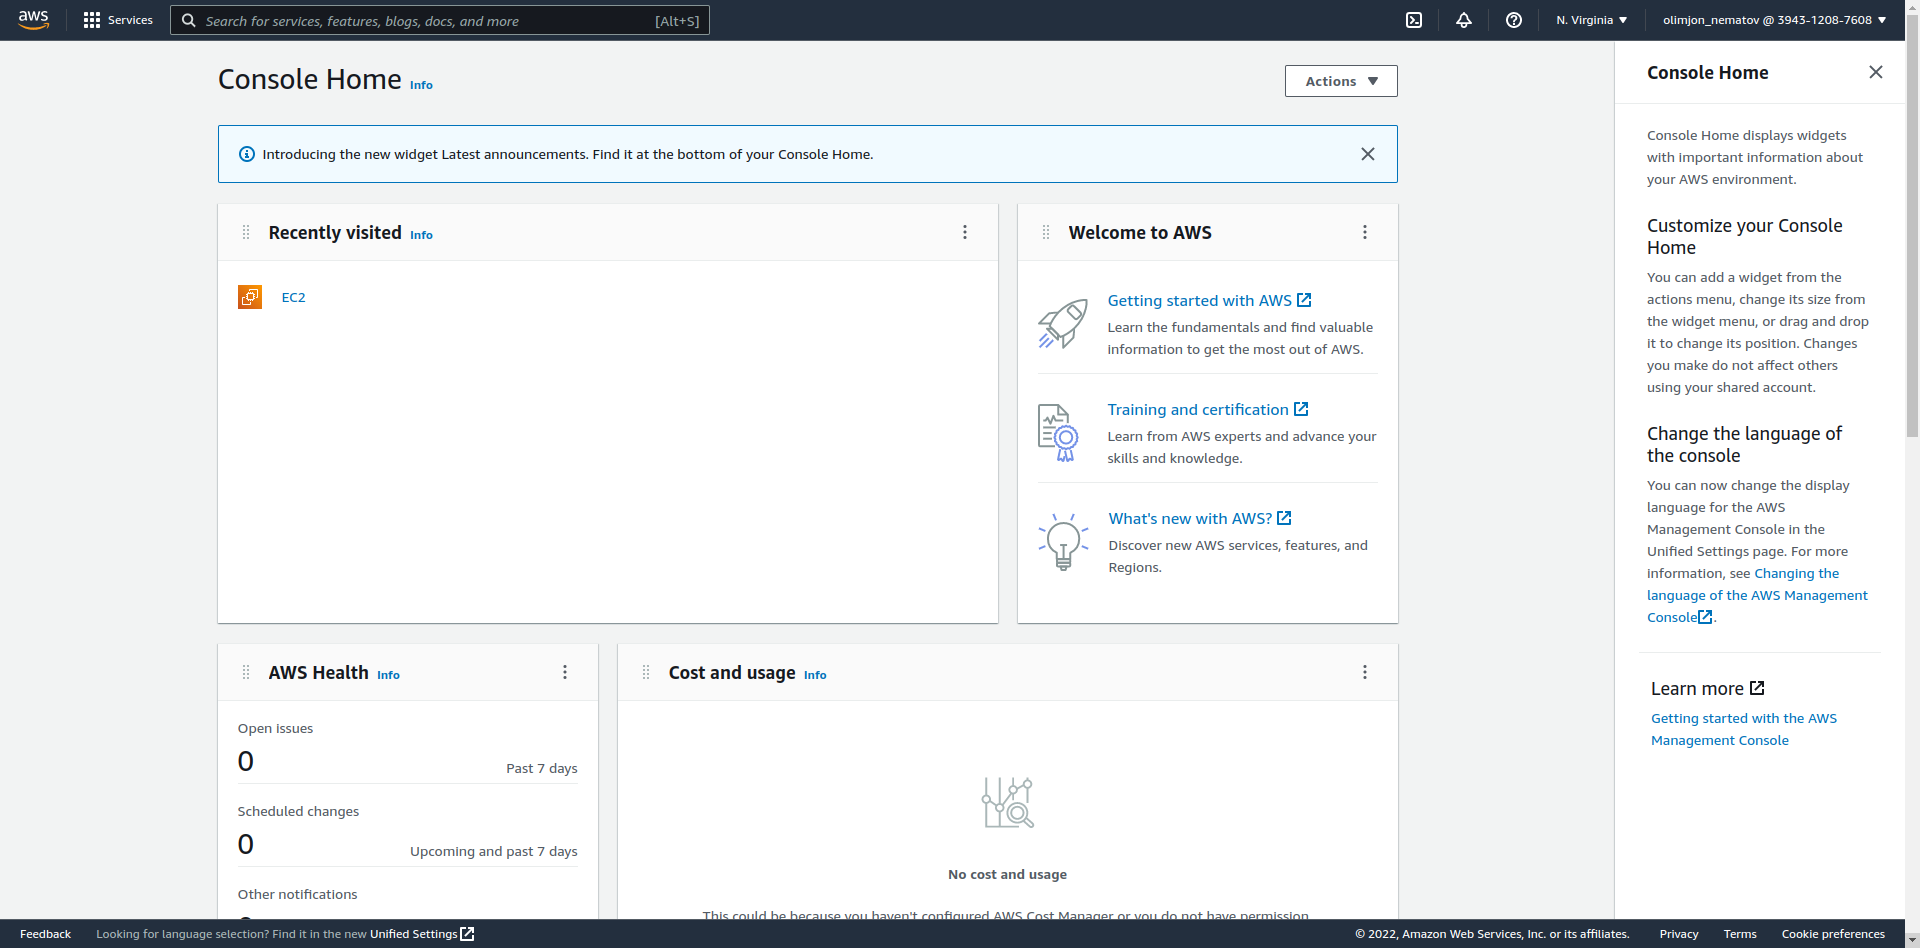 aws
Services
Search for services, features, blogs, docs, and more
[Alt+S]
N. Virginia
olimjon_nematov @ 3943-1208-7608
Console Home Info
Actions
Introducing the new widget Latest announcements. Find it at the bottom of your Console Home.
Recently visited Info
EC2
Welcome to AWS
Getting started with AWS
Learn the fundamentals and find valuable
information to get the most out of AWS.
Training and certification
Learn from AWS experts and advance your
skills and knowledge.
What's new with AWS?
Discover new AWS services, features, and
Regions.
AWS Health Info
Open issues
0
Past 7 days
Scheduled changes
0
Upcoming and past 7 days
Other notifications
Cost and usage Info
No cost and usage
This could be because you haven't configured AWS Cost Manager or you do not have permission
Console Home
Console Home displays widgets
with important information about
your AWS environment.
Customize your Console
Home
You can add a widget from the
actions menu, change its size from
the widget menu, or drag and drop
it to change its position. Changes
you make do not affect others
using your shared account.
Change the language of
the console
You can now change the display
language for the AWS
Management Console in the
Unified Settings page. For more
information, see Changing the
language of the AWS Management
Console.
Learn more
Getting started with the AWS
Management Console
Feedback
Looking for language selection? Find it in the new Unified Settings
© 2022, Amazon Web Services, Inc. or its affiliates.
Privacy
Terms
Cookie preferences